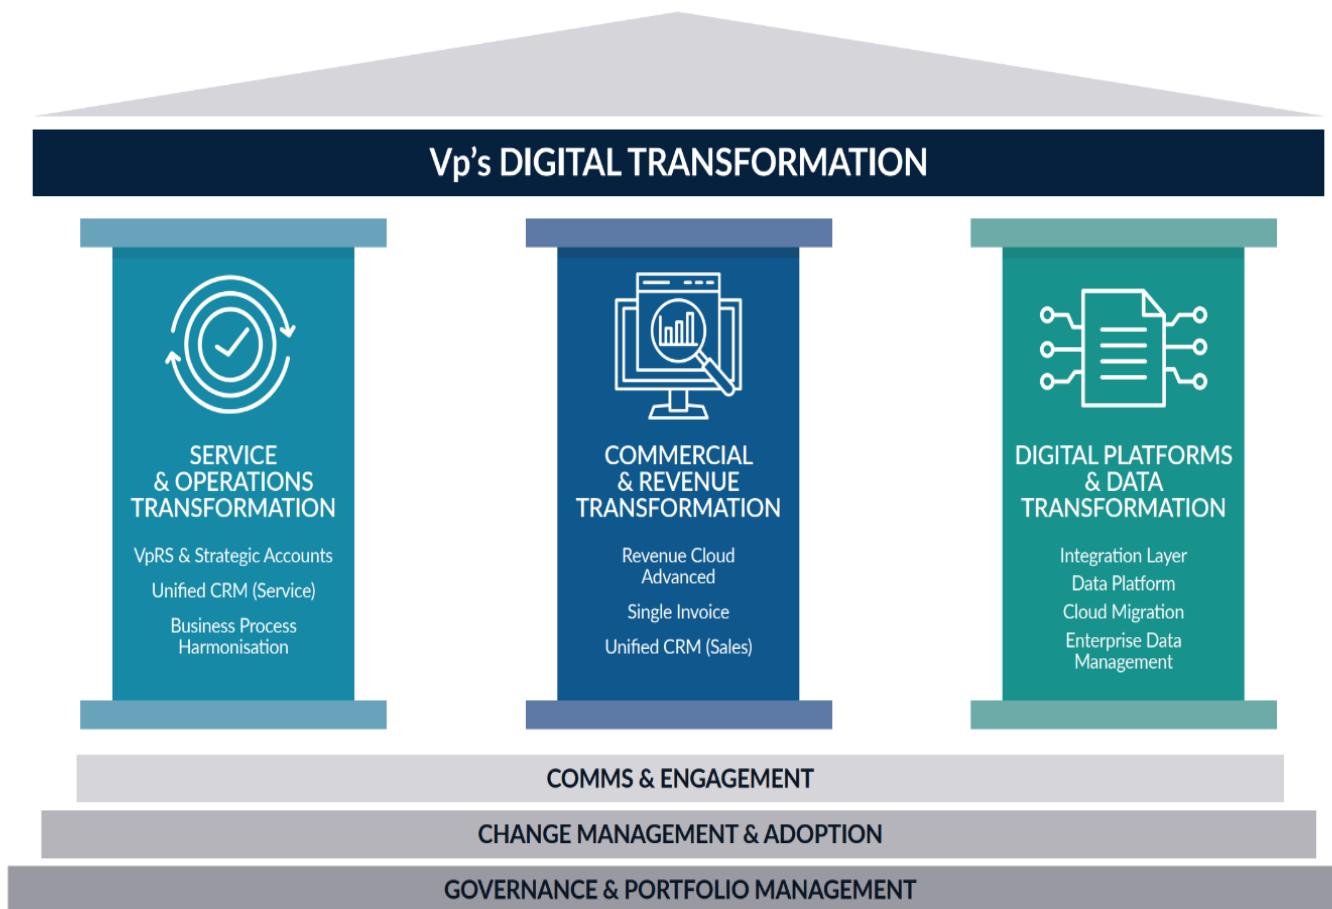 Vp’s DIGITAL TRANSFORMATION
SERVICE
& OPERATIONS
TRANSFORMATION
VpRS & Strategic Accounts
Unified CRM (Service)
Business Process
Harmonisation
COMMERCIAL
& REVENUE
TRANSFORMATION
Revenue Cloud
Advanced
Single Invoice
Unified CRM (Sales)
DIGITAL PLATFORMS
& DATA
TRANSFORMATION
Integration Layer
Data Platform
Cloud Migration
Enterprise Data
Management
COMMS & ENGAGEMENT
CHANGE MANAGEMENT & ADOPTION
GOVERNANCE & PORTFOLIO MANAGEMENT